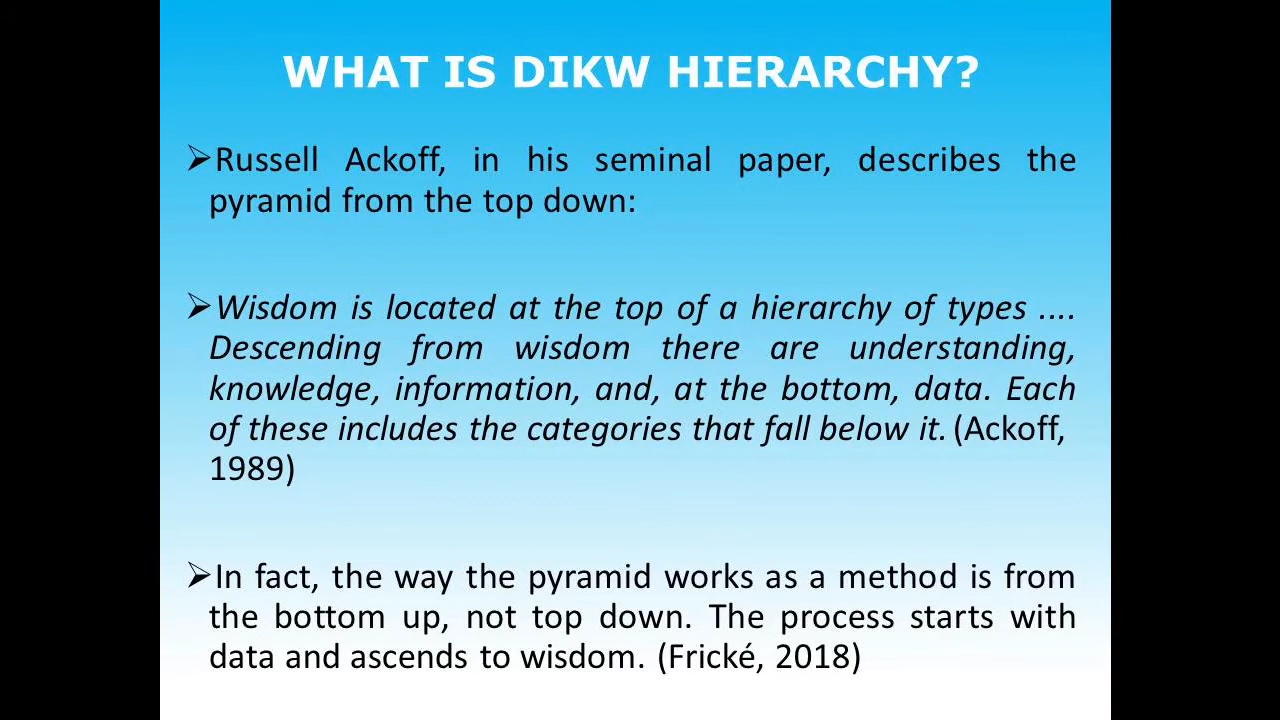 WHAT IS DIKW HIERARCHY?
➢Russell Ackoff, in his seminal paper, describes the
pyramid from the top down:
➢Wisdom is located at the top of a hierarchy of types ....
Descending from wisdom there are understanding,
knowledge, information, and, at the bottom, data. Each
of these includes the categories that fall below it. (Ackoff,
1989)
➢In fact, the way the pyramid works as a method is from
the bottom up, not top down. The process starts with
data and ascends to wisdom. (Frické, 2018)